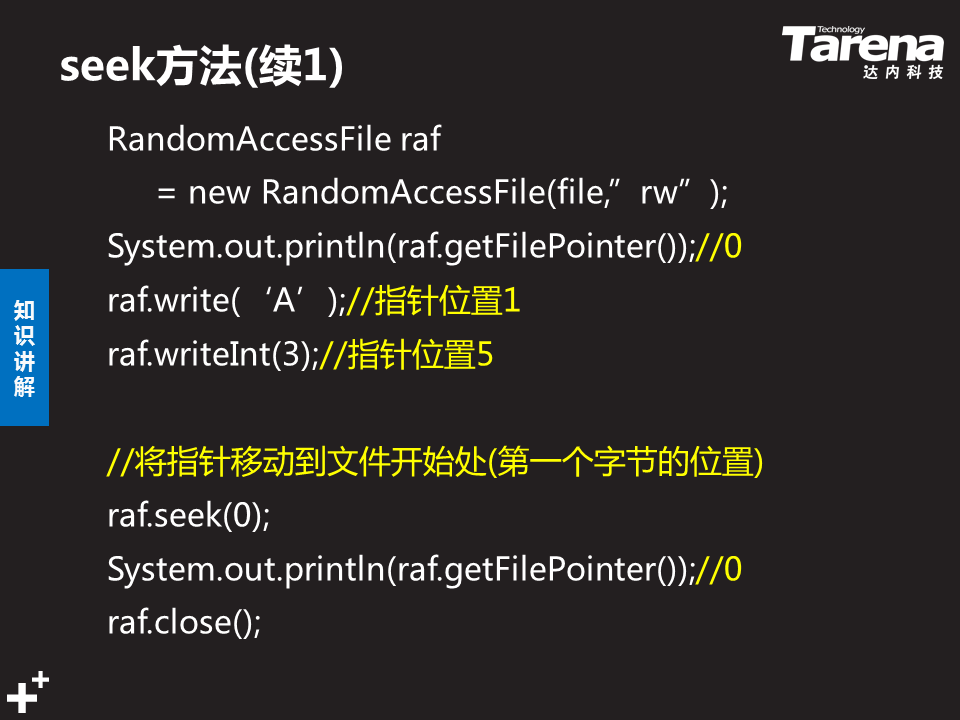 seek方法(续1)
Technology
Tarena
达内科技
RandomAccessFile raf
= new RandomAccessFile(file,”rw”);
System.out.println(raf.getFilePointer());//0
raf.write(‘A’);//指针位置1
raf.writeInt(3);//指针位置5
知识讲解
//将指针移动到文件开始处(第一个字节的位置)
raf.seek(0);
System.out.println(raf.getFilePointer());//0
raf.close();